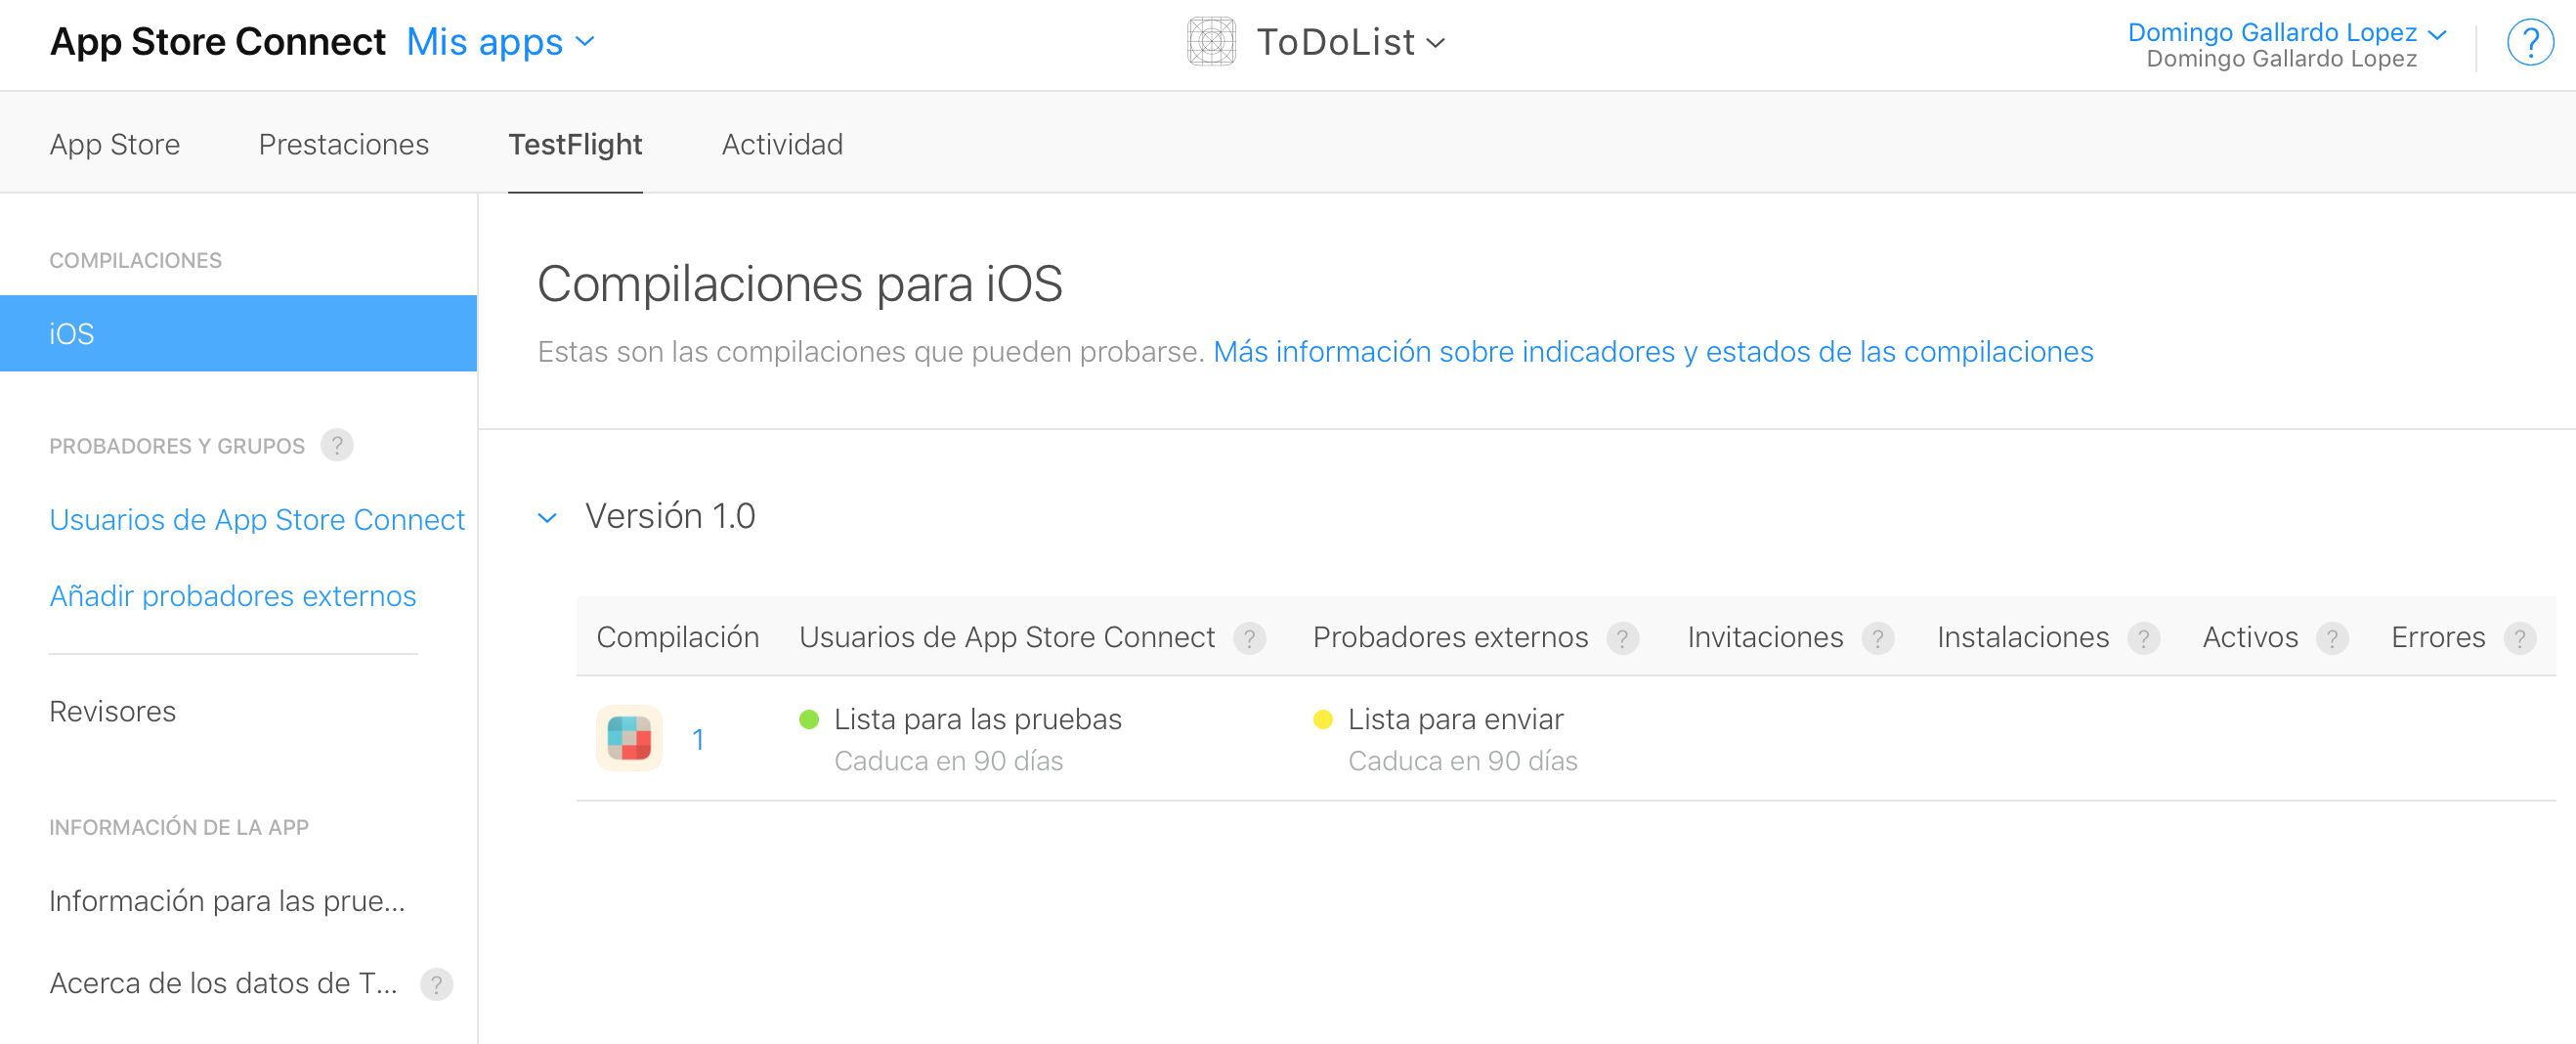 App Store Connect Mis apps
ToDoList
Domingo Gallardo Lopez
Domingo Gallardo Lopez
?
App Store Prestaciones TestFlight Actividad
COMPILACIONES
iOS
PROBADORES Y GRUPOS ?
Usuarios de App Store Connect
Añadir probadores externos
Revisores
INFORMACIÓN DE LA APP
Información para las prue...
Acerca de los datos de T... ?
Compilaciones para iOS
Estas son las compilaciones que pueden probarse. Más información sobre indicadores y estados de las compilaciones
Versión 1.0
Compilación Usuarios de App Store Connect ? Probadores externos ? Invitaciones ? Instalaciones ? Activos ? Errores ?
1 Lista para las pruebas Lista para enviar
Caduca en 90 días Caduca en 90 días